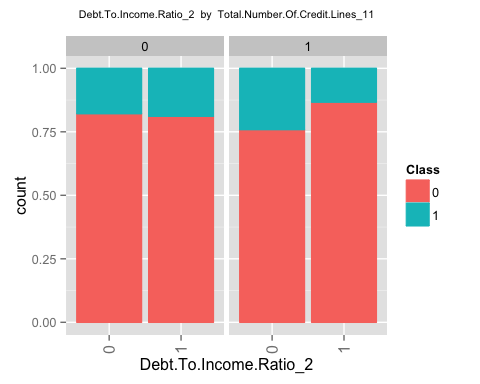 Debt.To.Income.Ratio_2 by Total.Number.Of.Credit.Lines_11
0 1
1.00
0.75
0.50
0.25
0.00
count
0 1 0 1
Debt.To.Income.Ratio_2
Class
0
1